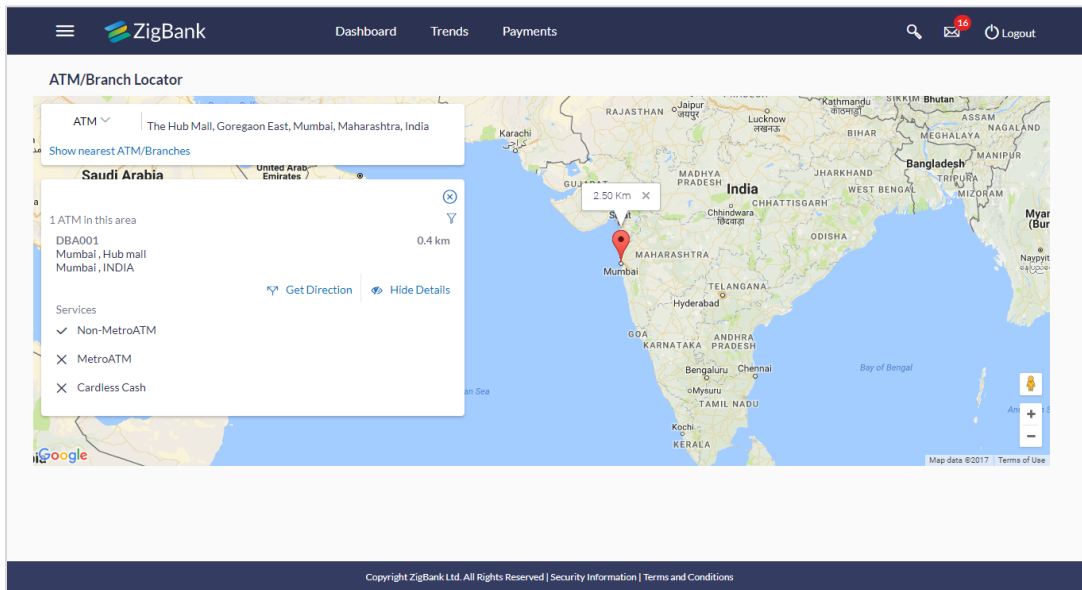 ZigBank
Dashboard Trends Payments
16
Logout
ATM/Branch Locator
ATM
The Hub Mall, Goregaon East, Mumbai, Maharashtra, India
Show nearest ATM/Branches
Saudi Arabia
United Arab
Emirates
1 ATM in this area
DBA001 0.4 km
Mumbai , Hub mall
Mumbai , INDIA
Get Direction Hide Details
Services
Non-MetroATM
MetroATM
Cardless Cash
Google
Karachi
RAJASTHAN
Jaipur
जयपुर
Lucknow
लखनऊ
Kathmandu
काठमाडौं
SIKKIM Bhutan
ASSAM
NAGALAND
BIHAR
MEGHALAYA
MANIPUR
Bangladesh
TRIPURA
MIZORAM
JHARKHAND
WEST BENGAL
MADHYA
PRADESH
India
CHHATTISGARH
2.50 Km
Chhindwara
छिंदवाड़ा
ODISHA
MAHARASHTRA
Mumbai
TELANGANA
Hyderabad
GOA
KARNATAKA
ANDHRA
PRADESH
Bengaluru
Chennai
Mysuru
TAMIL NADU
Kochi
KERALA
Bay of Bengal
Map data ©2017 Terms of Use
Copyright ZigBank Ltd. All Rights Reserved | Security Information | Terms and Conditions